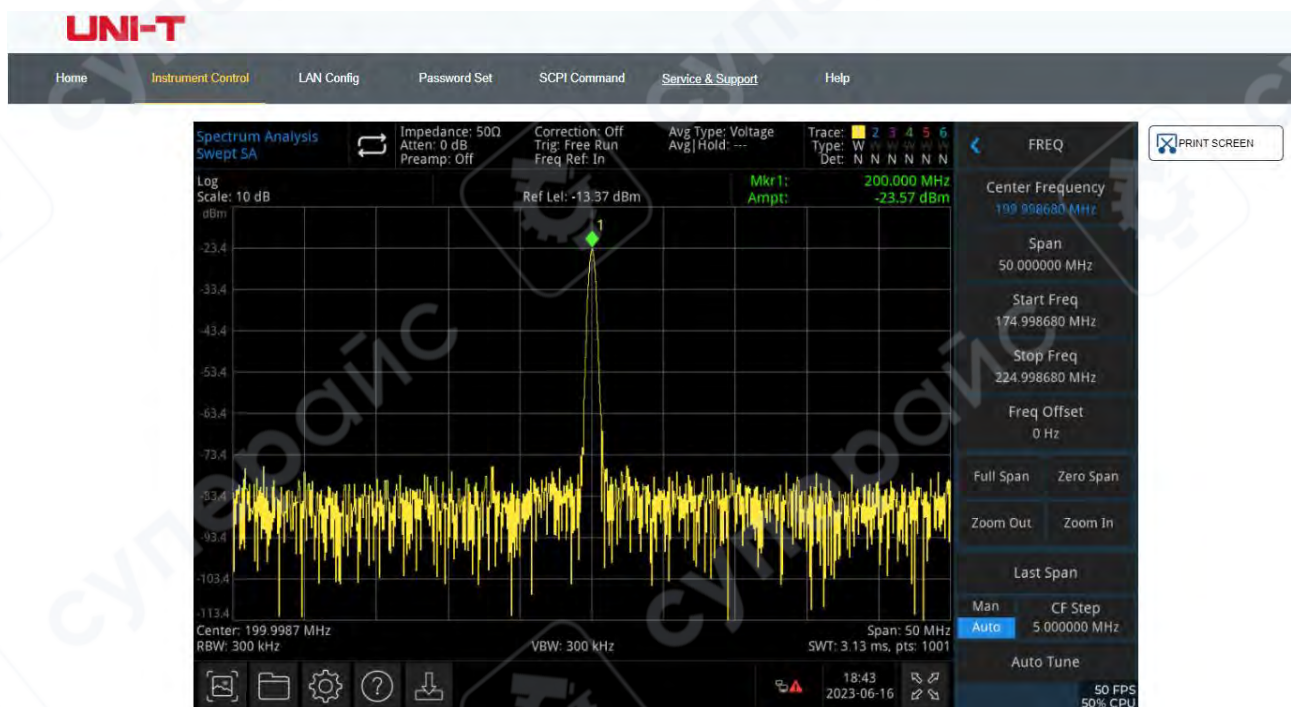 UNI-T
Home Instrument Control LAN Config Password Set SCPI Command Service & Support Help
PRINT SCREEN
Spectrum Analysis
Swept SA
Impedance: 50Ω
Atten: 0 dB
Preamp: Off
Correction: Off
Trig: Free Run
Freq Ref: In
Avg Type: Voltage
Avg|Hold: ---
Trace: 1 2 3 4 5 6
Type: W W W W W W
Det: N N N N N N
FREQ
Log
Scale: 10 dB
Ref Lel: -13.37 dBm
Mkr1: 200.000 MHz
Ampt: -23.57 dBm
dBm
1
-23.4
-33.4
-43.4
-53.4
-63.4
-73.4
-83.4
-93.4
-103.4
-113.4
Center: 199.9987 MHz
Span: 50 MHz
RBW: 300 kHz
VBW: 300 kHz
SWT: 3.13 ms, pts: 1001
Center Frequency
199.998680 MHz
Span
50.000000 MHz
Start Freq
174.998680 MHz
Stop Freq
224.998680 MHz
Freq Offset
0 Hz
Full Span Zero Span
Zoom Out Zoom In
Last Span
Man CF Step
Auto 5.000000 MHz
Auto Tune
18:43
2023-06-16
50 FPS
50% CPU
суперайс